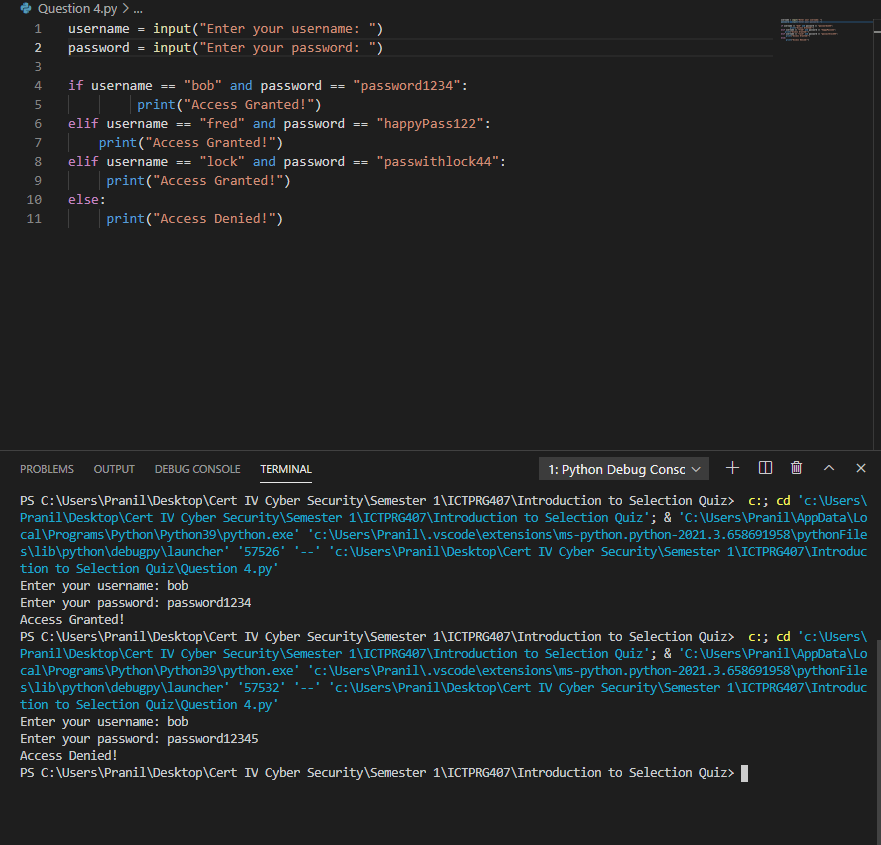 Question 4.py > ...
1 username = input("Enter your username: ")
2 password = input("Enter your password: ")
3
4 if username == "bob" and password == "password1234":
5         print("Access Granted!")
6 elif username == "fred" and password == "happyPass122":
7    print("Access Granted!")
8 elif username == "lock" and password == "passwithlock44":
9     print("Access Granted!")
10 else:
11     print("Access Denied!")
PROBLEMS OUTPUT DEBUG CONSOLE TERMINAL 1: Python Debug Consc
PS C:\Users\Pranil\Desktop\Cert IV Cyber Security\Semester 1\ICTPRG407\Introduction to Selection Quiz>  c:; cd 'c:\Users\
Pranil\Desktop\Cert IV Cyber Security\Semester 1\ICTPRG407\Introduction to Selection Quiz'; & 'C:\Users\Pranil\AppData\Lo
cal\Programs\Python\Python39\python.exe' 'c:\Users\Pranil\.vscode\extensions\ms-python.python-2021.3.658691958\pythonFile
s\lib\python\debugpy\launcher' '57526' '--' 'c:\Users\Pranil\Desktop\Cert IV Cyber Security\Semester 1\ICTPRG407\Introduc
tion to Selection Quiz\Question 4.py'
Enter your username: bob
Enter your password: password1234
Access Granted!
PS C:\Users\Pranil\Desktop\Cert IV Cyber Security\Semester 1\ICTPRG407\Introduction to Selection Quiz>  c:; cd 'c:\Users\
Pranil\Desktop\Cert IV Cyber Security\Semester 1\ICTPRG407\Introduction to Selection Quiz'; & 'C:\Users\Pranil\AppData\Lo
cal\Programs\Python\Python39\python.exe' 'c:\Users\Pranil\.vscode\extensions\ms-python.python-2021.3.658691958\pythonFile
s\lib\python\debugpy\launcher' '57532' '--' 'c:\Users\Pranil\Desktop\Cert IV Cyber Security\Semester 1\ICTPRG407\Introduc
tion to Selection Quiz\Question 4.py'
Enter your username: bob
Enter your password: password12345
Access Denied!
PS C:\Users\Pranil\Desktop\Cert IV Cyber Security\Semester 1\ICTPRG407\Introduction to Selection Quiz>